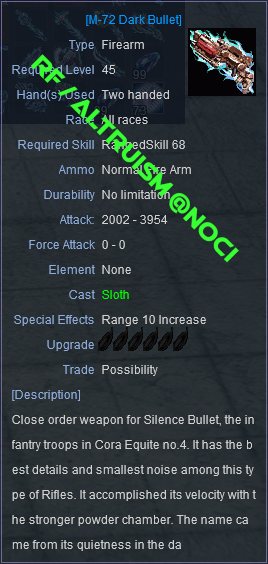 [M-72 Dark Bullet]
Type Firearm
Required Level 45
Hand(s) Used Two handed
Race All races
Required Skill RangedSkill 68
Ammo Normal Fire Arm
Durability No limitation
Attack: 2002 - 3954
Force Attack 0 - 0
Element None
Cast Sloth
Special Effects Range 10 Increase
Upgrade
Trade Possibility
[Description]
Close order weapon for Silence Bullet, the in
fantry troops in Cora Equite no.4. It has the b
est details and smallest noise among this ty
pe of Rifles. It accomplished its velocity with t
he stronger powder chamber. The name ca
me from its quietness in the da
RF / ALTRUISM @NOCI